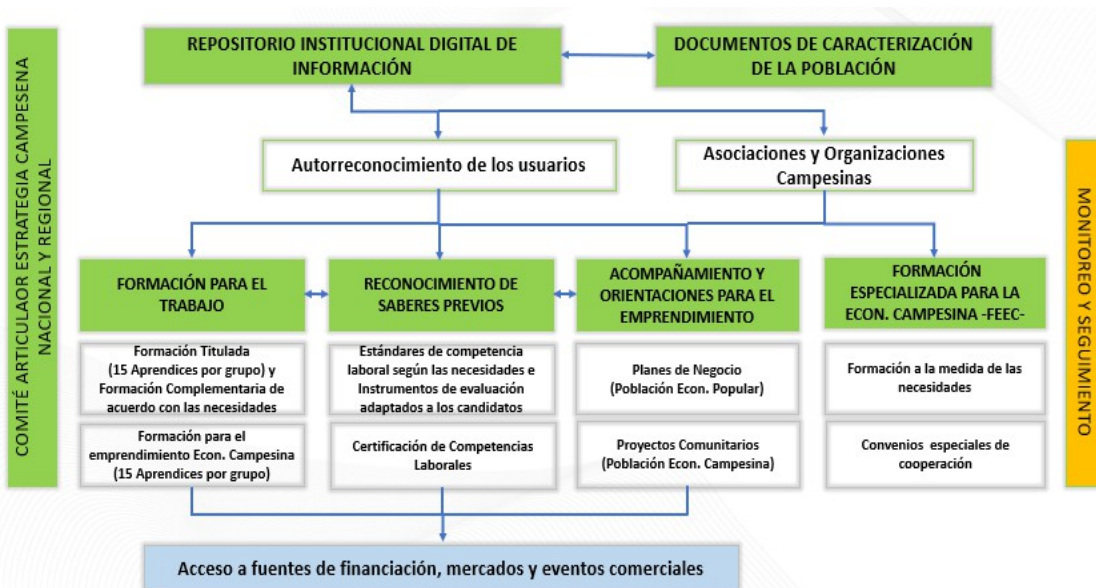 COMITÉ ARTICULAOR ESTRATEGIA CAMPESENA
NACIONAL Y REGIONAL
REPOSITORIO INSTITUCIONAL DIGITAL DE
INFORMACIÓN
DOCUMENTOS DE CARACTERIZACIÓN
DE LA POBLACIÓN
Autorreconocimiento de los usuarios
Asociaciones y Organizaciones
Campesinas
FORMACIÓN PARA EL
TRABAJO
RECONOCIMIENTO DE
SABERES PREVIOS
ACOMPAÑAMIENTO Y
ORIENTACIONES PARA EL
EMPRENDIMIENTO
FORMACIÓN
ESPECIALIZADA PARA LA
ECON. CAMPESINA -FEEC-
Formación Titulada
(15 Aprendices por grupo) y
Formación Complementaria de
acuerdo con las necesidades
Estándares de competencia
laboral según las necesidades e
Instrumentos de evaluación
adaptados a los candidatos
Planes de Negocio
(Población Econ. Popular)
Formación a la medida de las
necesidades
Formación para el
emprendimiento Econ. Campesina
(15 Aprendices por grupo)
Certificación de Competencias
Laborales
Proyectos Comunitarios
(Población Econ. Campesina)
Convenios especiales de
cooperación
Acceso a fuentes de financiación, mercados y eventos comerciales
MONITOREO Y SEGUIMIENTO